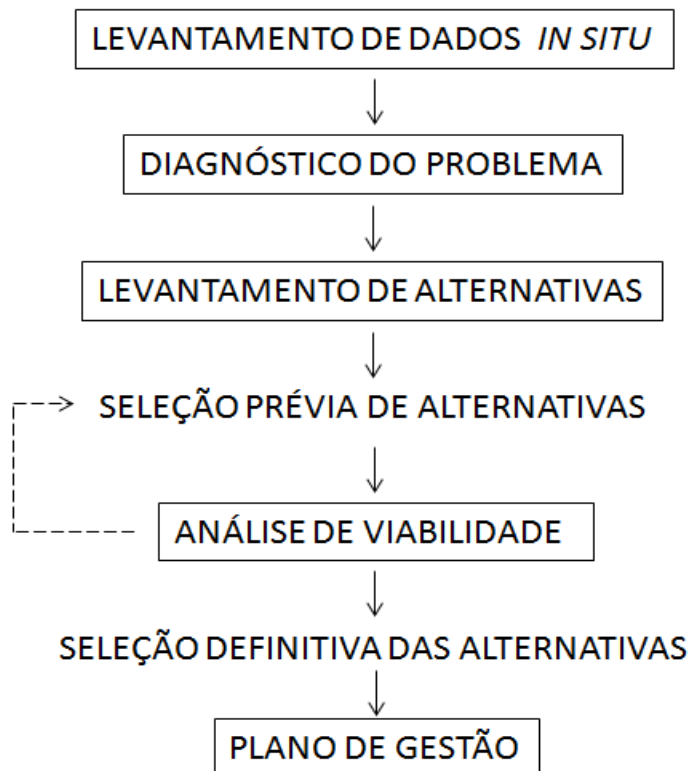 LEVANTAMENTO DE DADOS IN SITU
DIAGNÓSTICO DO PROBLEMA
LEVANTAMENTO DE ALTERNATIVAS
SELEÇÃO PRÉVIA DE ALTERNATIVAS
ANÁLISE DE VIABILIDADE
SELEÇÃO DEFINITIVA DAS ALTERNATIVAS
PLANO DE GESTÃO